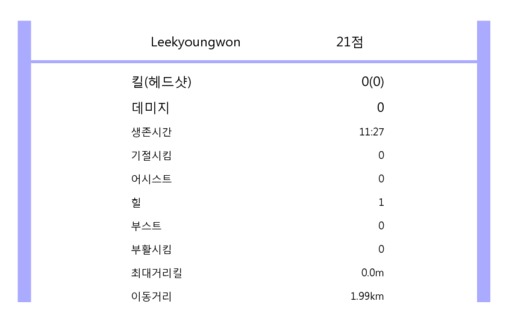 Leekyoungwon 21점
킬(헤드샷) 0(0)
데미지 0
생존시간 11:27
기절시킴 0
어시스트 0
힐 1
부스트 0
부활시킴 0
최대거리킬 0.0m
이동거리 1.99km